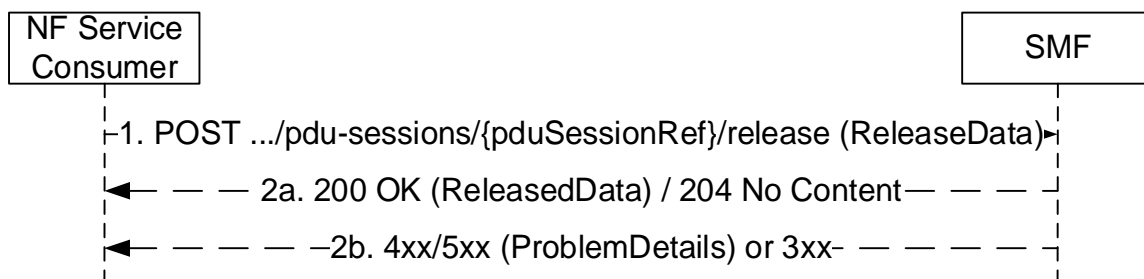 NF Service
Consumer
SMF
1. POST .../pdu-sessions/{pduSessionRef}/release (ReleaseData)
2a. 200 OK (ReleasedData) / 204 No Content
2b. 4xx/5xx (ProblemDetails) or 3xx